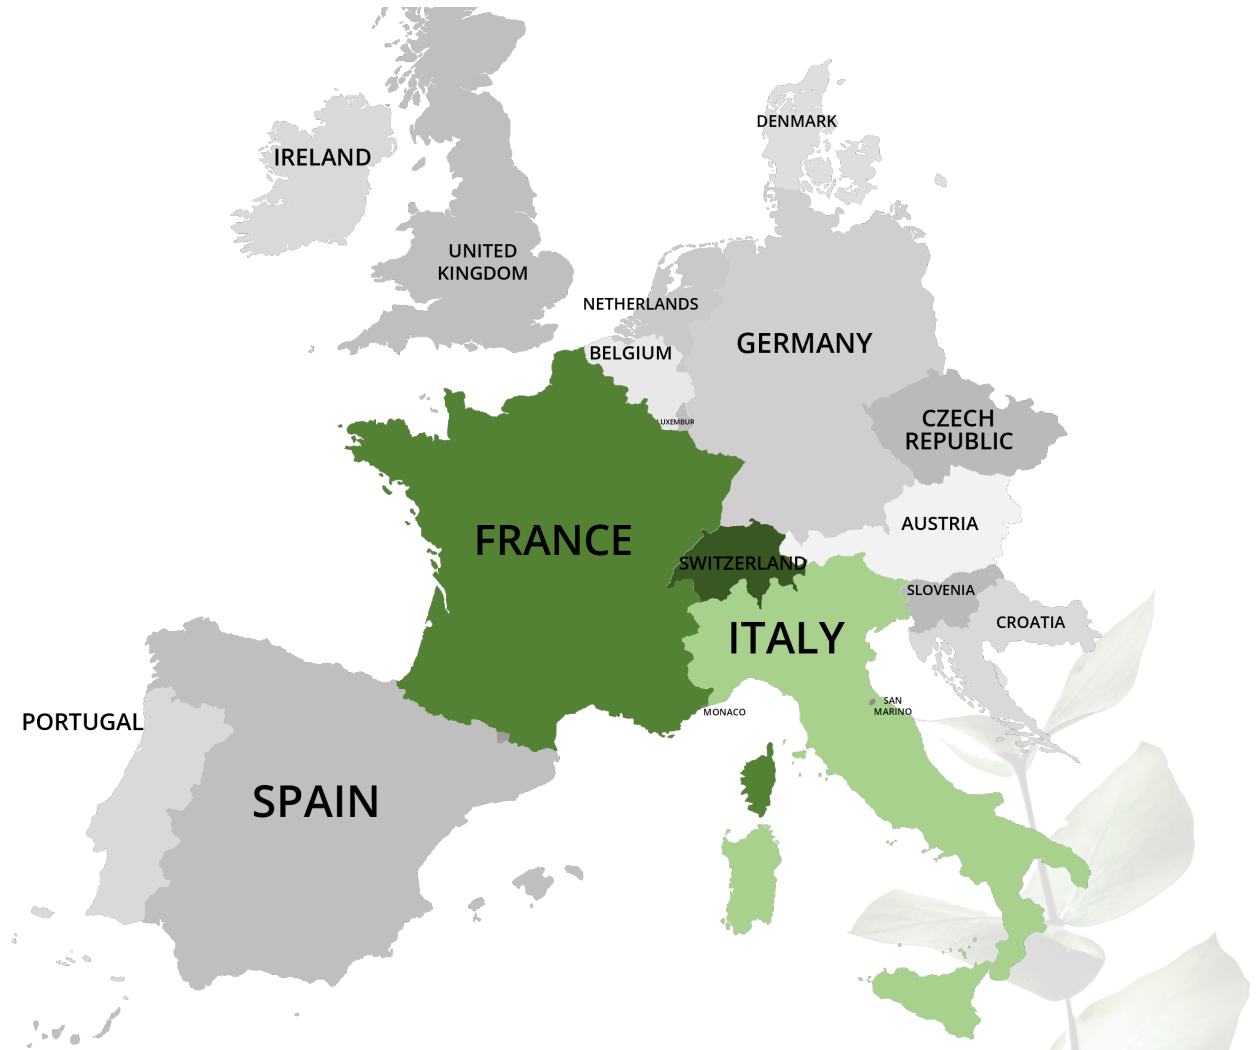 DENMARK
IRELAND
UNITED
KINGDOM
NETHERLANDS
GERMANY
BELGIUM
CZECH
REPUBLIC
UXEMBUR
AUSTRIA
FRANCE
SWITZERLAND
SLOVENIA
CROATIA
ITALY
SAN
MARINO
MONACO
PORTUGAL
SPAIN